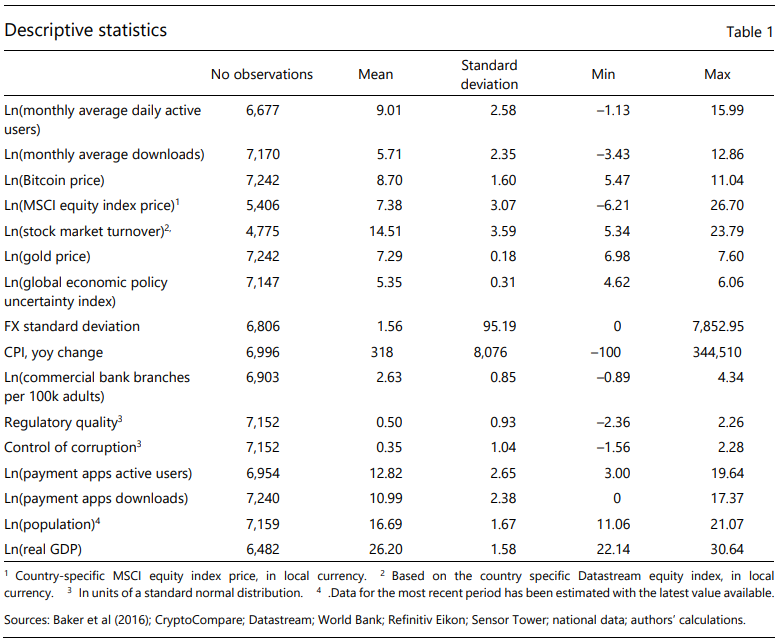 Descriptive statistics Table 1
No observations Mean Standard deviation Min Max
Ln(monthly average daily active users) 6,677 9.01 2.58 –1.13 15.99
Ln(monthly average downloads) 7,170 5.71 2.35 –3.43 12.86
Ln(Bitcoin price) 7,242 8.70 1.60 5.47 11.04
Ln(MSCI equity index price)1 5,406 7.38 3.07 –6.21 26.70
Ln(stock market turnover)2, 4,775 14.51 3.59 5.34 23.79
Ln(gold price) 7,242 7.29 0.18 6.98 7.60
Ln(global economic policy uncertainty index) 7,147 5.35 0.31 4.62 6.06
FX standard deviation 6,806 1.56 95.19 0 7,852.95
CPI, yoy change 6,996 318 8,076 –100 344,510
Ln(commercial bank branches per 100k adults) 6,903 2.63 0.85 –0.89 4.34
Regulatory quality3 7,152 0.50 0.93 –2.36 2.26
Control of corruption3 7,152 0.35 1.04 –1.56 2.28
Ln(payment apps active users) 6,954 12.82 2.65 3.00 19.64
Ln(payment apps downloads) 7,240 10.99 2.38 0 17.37
Ln(population)4 7,159 16.69 1.67 11.06 21.07
Ln(real GDP) 6,482 26.20 1.58 22.14 30.64
1 Country-specific MSCI equity index price, in local currency. 2 Based on the country specific Datastream equity index, in local
currency. 3 In units of a standard normal distribution. 4 .Data for the most recent period has been estimated with the latest value available.
Sources: Baker et al (2016); CryptoCompare; Datastream; World Bank; Refinitiv Eikon; Sensor Tower; national data; authors' calculations.